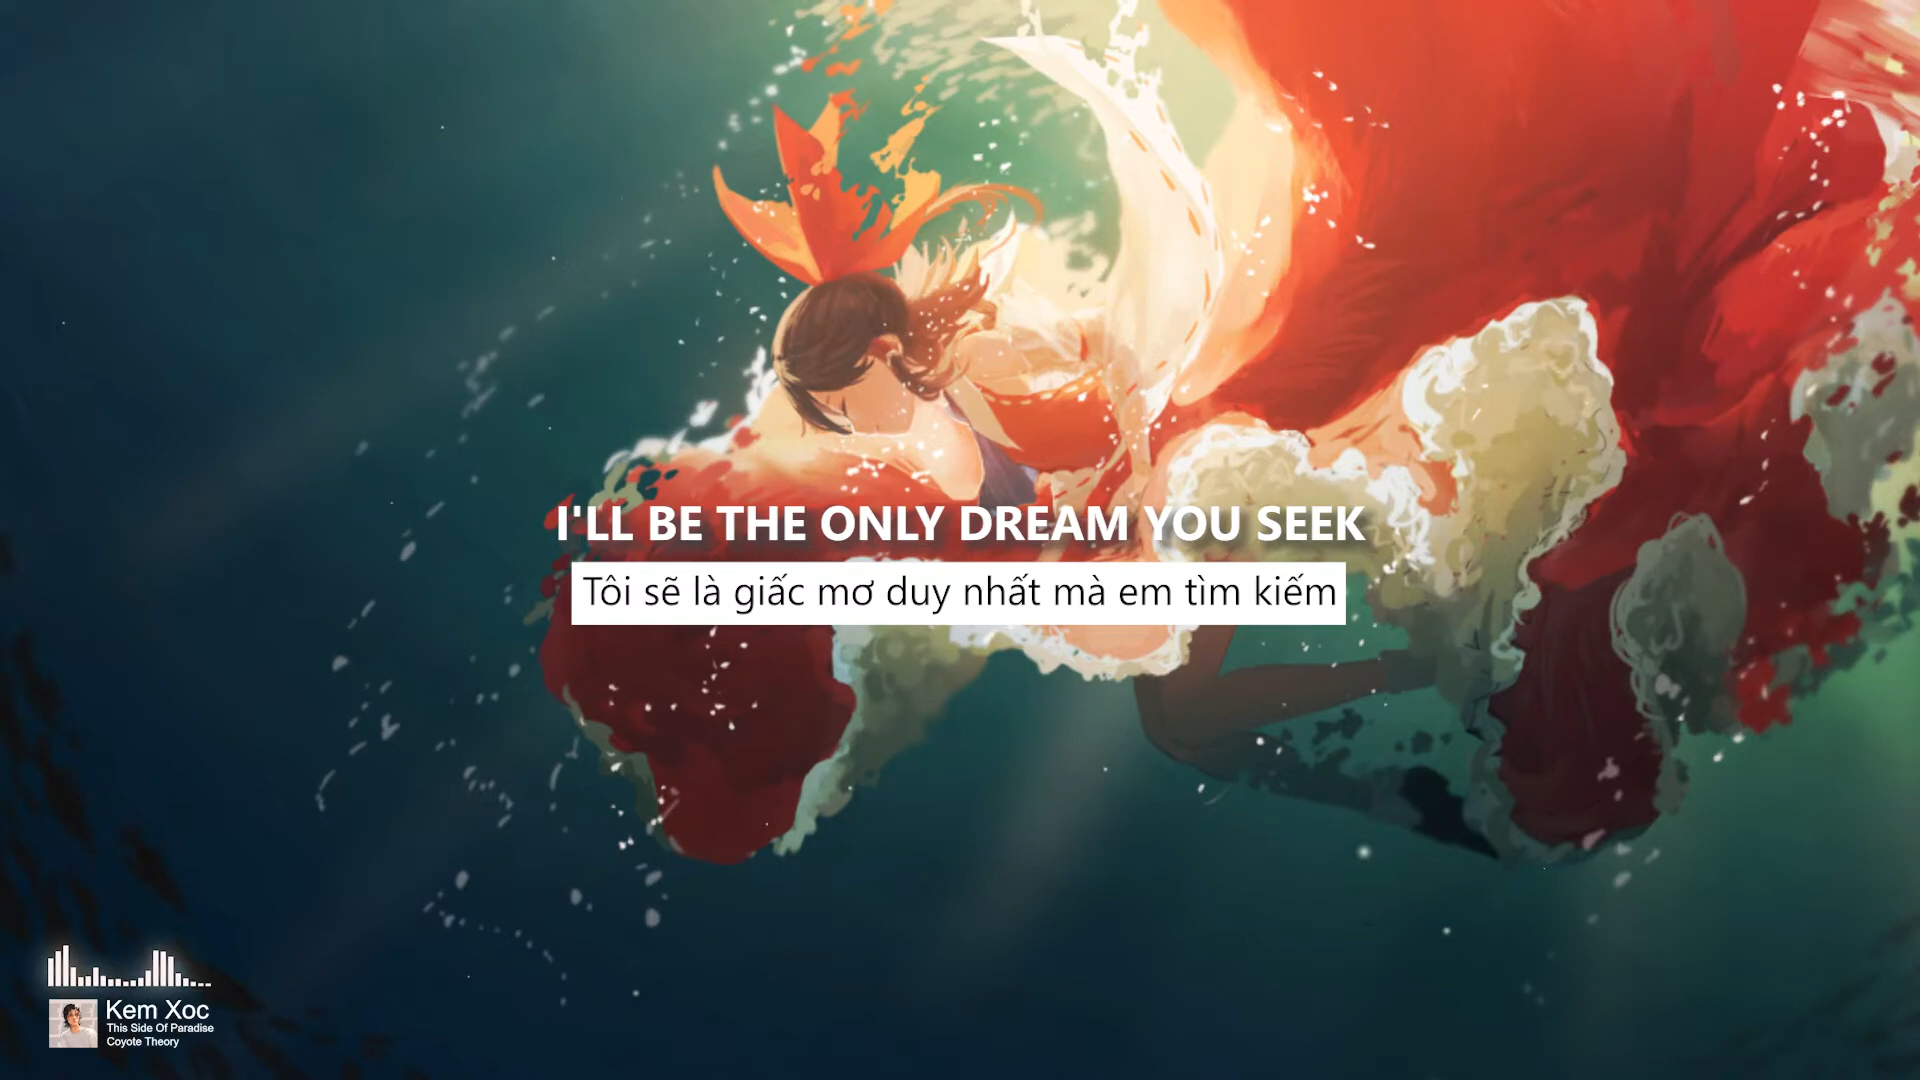 I'LL BE THE ONLY DREAM YOU SEEK
Tôi sẽ là giấc mơ duy nhất mà em tìm kiếm
Kem Xoc
This Side Of Paradise
Coyote Theory